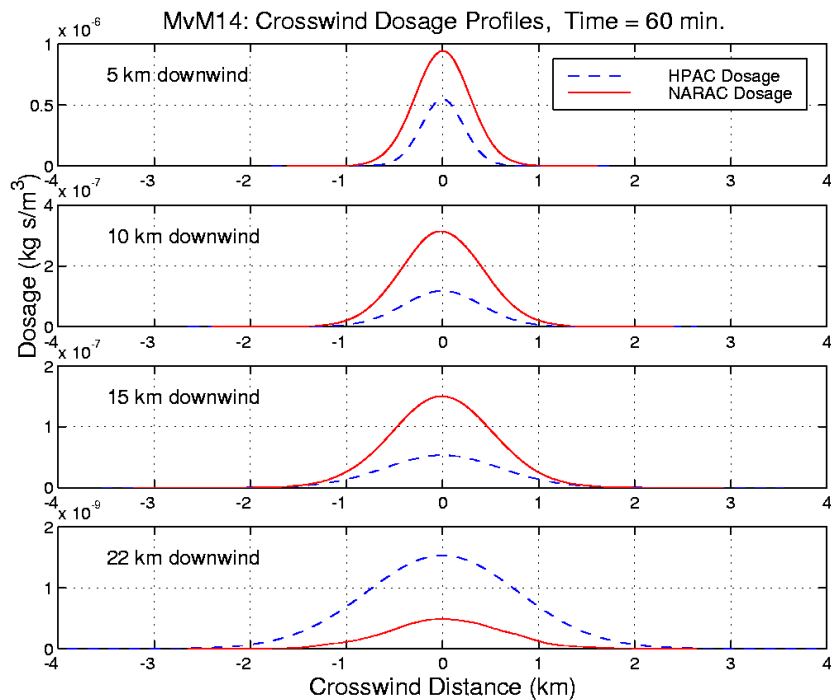 MvM14: Crosswind Dosage Profiles, Time = 60 min.
x 10^-6
1
0.5
0
5 km downwind
HPAC Dosage
NARAC Dosage
-4 -3 -2 -1 0 1 2 3 4
x 10^-7
4
2
0
10 km downwind
-4 -3 -2 -1 0 1 2 3 4
Dosage (kg s/m^3)
x 10^-7
2
1
0
15 km downwind
-4 -3 -2 -1 0 1 2 3 4
x 10^-9
2
1
0
22 km downwind
-4 -3 -2 -1 0 1 2 3 4
Crosswind Distance (km)